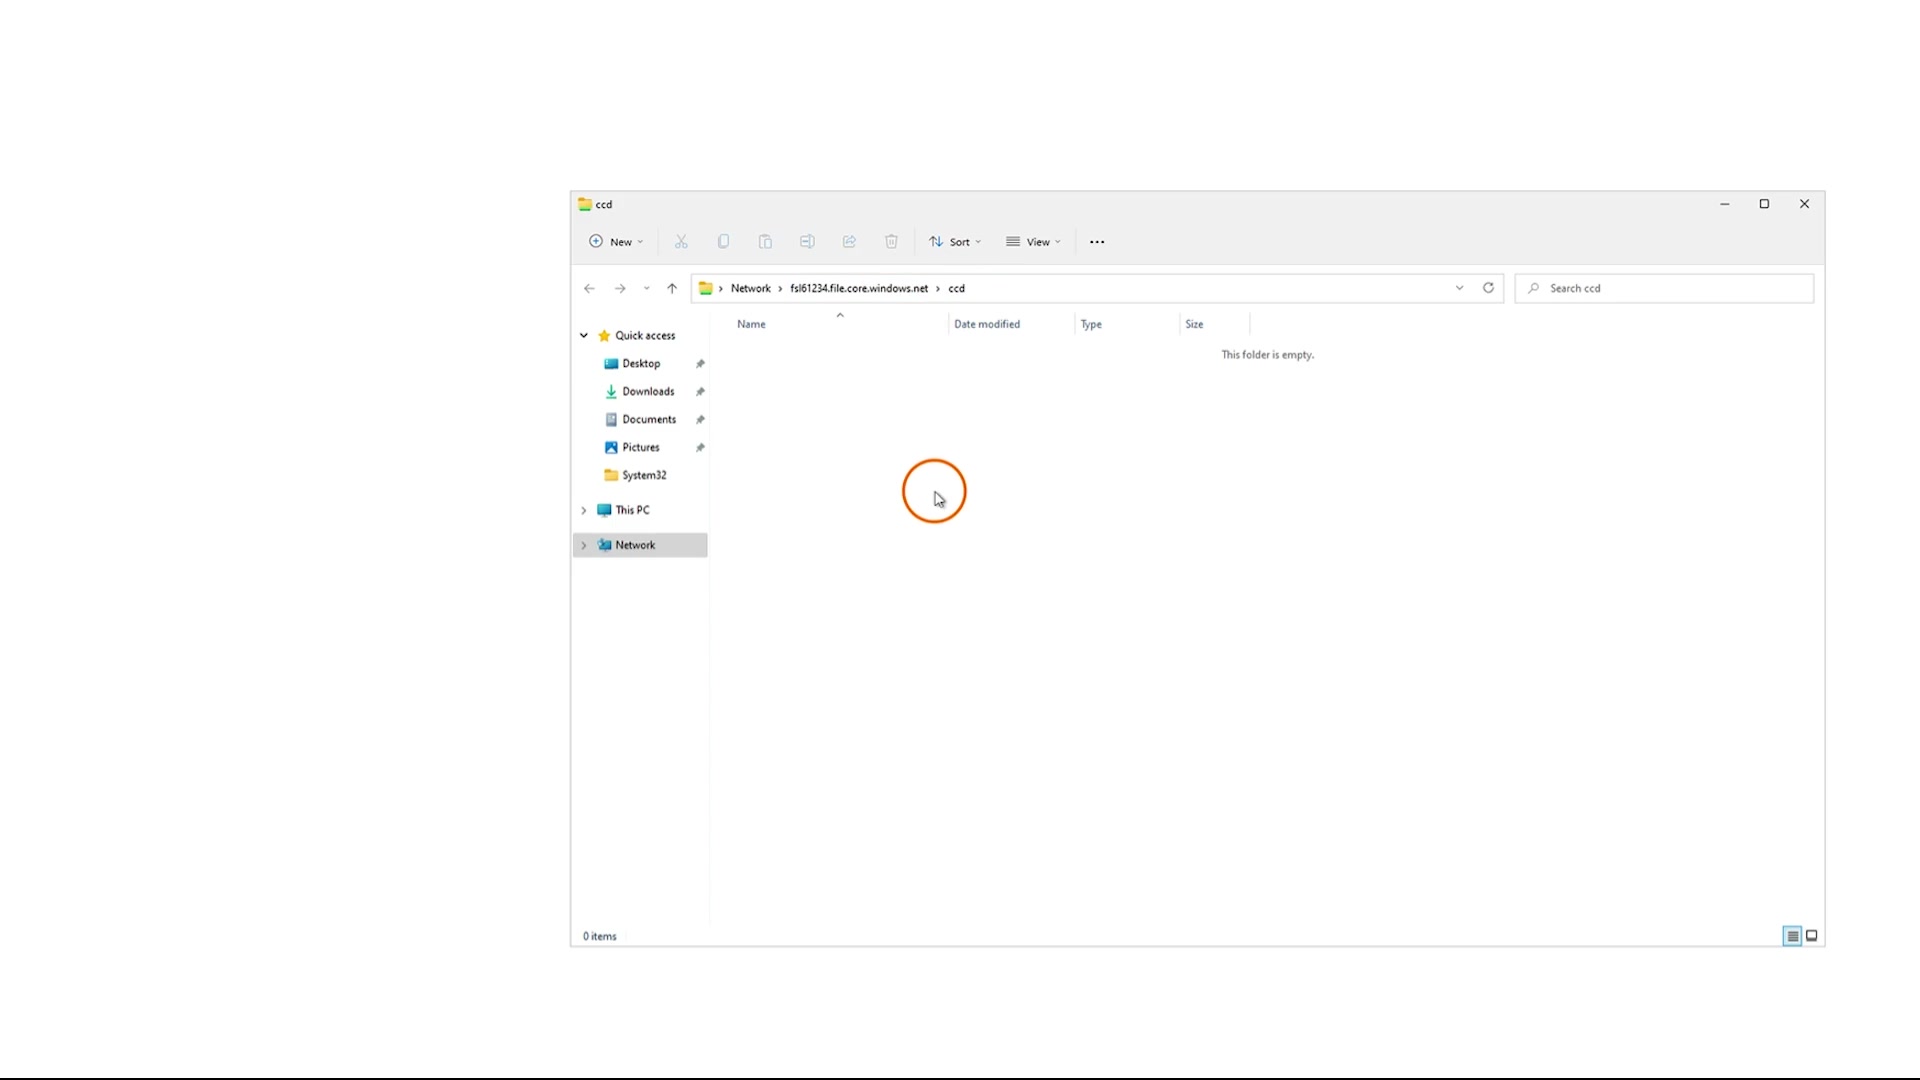 ccd
New
Sort
View
Network > fsl61234.file.core.windows.net > ccd
Search ccd
Name
Date modified
Type
Size
This folder is empty.
Quick access
Desktop
Downloads
Documents
Pictures
System32
This PC
Network
0 items